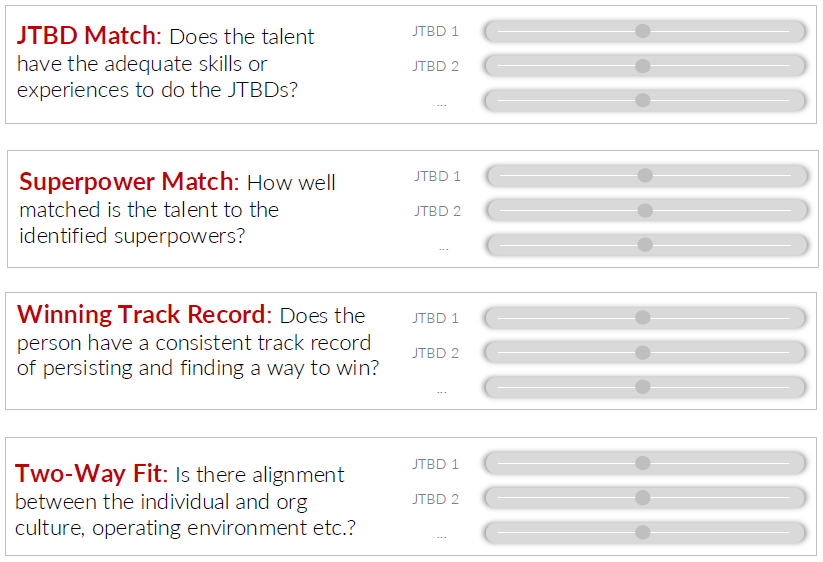 JTBD Match: Does the talent
have the adequate skills or
experiences to do the JTBDs?
JTBD 1
JTBD 2
...
Superpower Match: How well
matched is the talent to the
identified superpowers?
JTBD 1
JTBD 2
...
Winning Track Record: Does the
person have a consistent track record
of persisting and finding a way to win?
JTBD 1
JTBD 2
...
Two-Way Fit: Is there alignment
between the individual and org
culture, operating environment etc.?
JTBD 1
JTBD 2
...